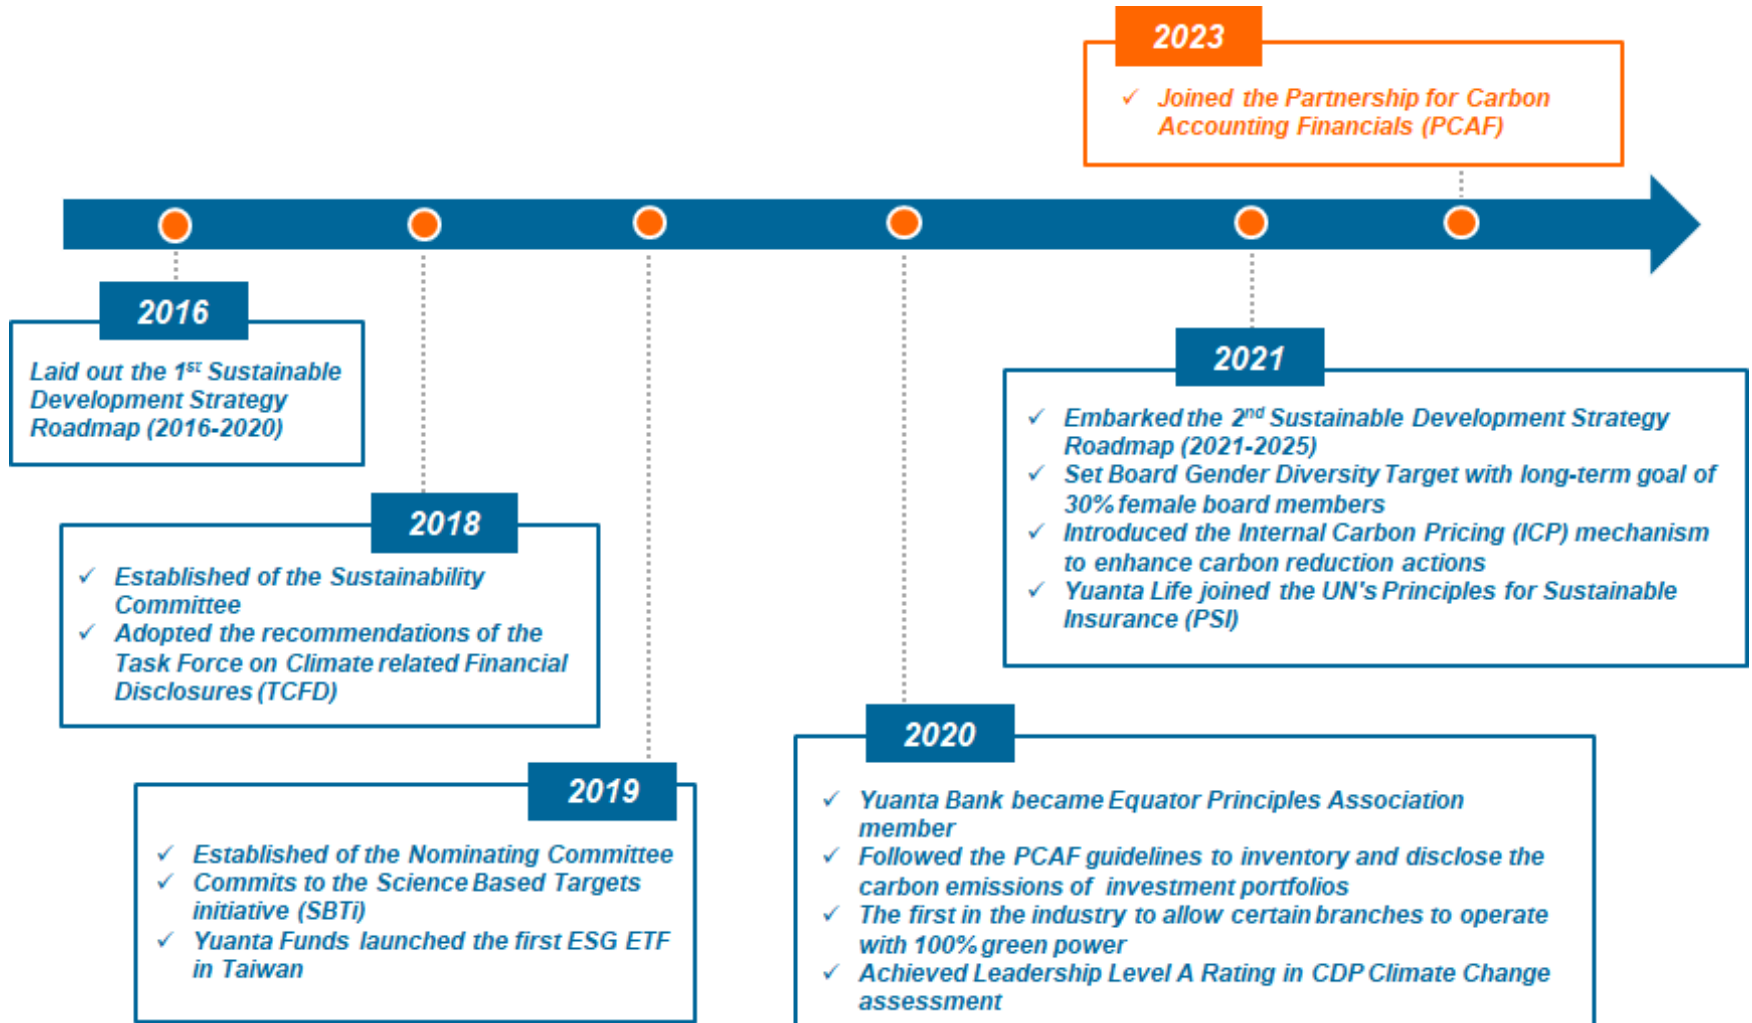 2023
✓ Joined the Partnership for Carbon
Accounting Financials (PCAF)
2016
Laid out the 1st Sustainable
Development Strategy
Roadmap (2016-2020)
2018
✓ Established of the Sustainability
Committee
✓ Adopted the recommendations of the
Task Force on Climate related Financial
Disclosures (TCFD)
2019
✓ Established of the Nominating Committee
✓ Commits to the Science Based Targets
initiative (SBTi)
✓ Yuanta Funds launched the first ESG ETF
in Taiwan
2020
✓ Yuanta Bank became Equator Principles Association
member
✓ Followed the PCAF guidelines to inventory and disclose the
carbon emissions of investment portfolios
✓ The first in the industry to allow certain branches to operate
with 100% green power
✓ Achieved Leadership Level A Rating in CDP Climate Change
assessment
2021
✓ Embarked the 2nd Sustainable Development Strategy
Roadmap (2021-2025)
✓ Set Board Gender Diversity Target with long-term goal of
30% female board members
✓ Introduced the Internal Carbon Pricing (ICP) mechanism
to enhance carbon reduction actions
✓ Yuanta Life joined the UN's Principles for Sustainable
Insurance (PSI)